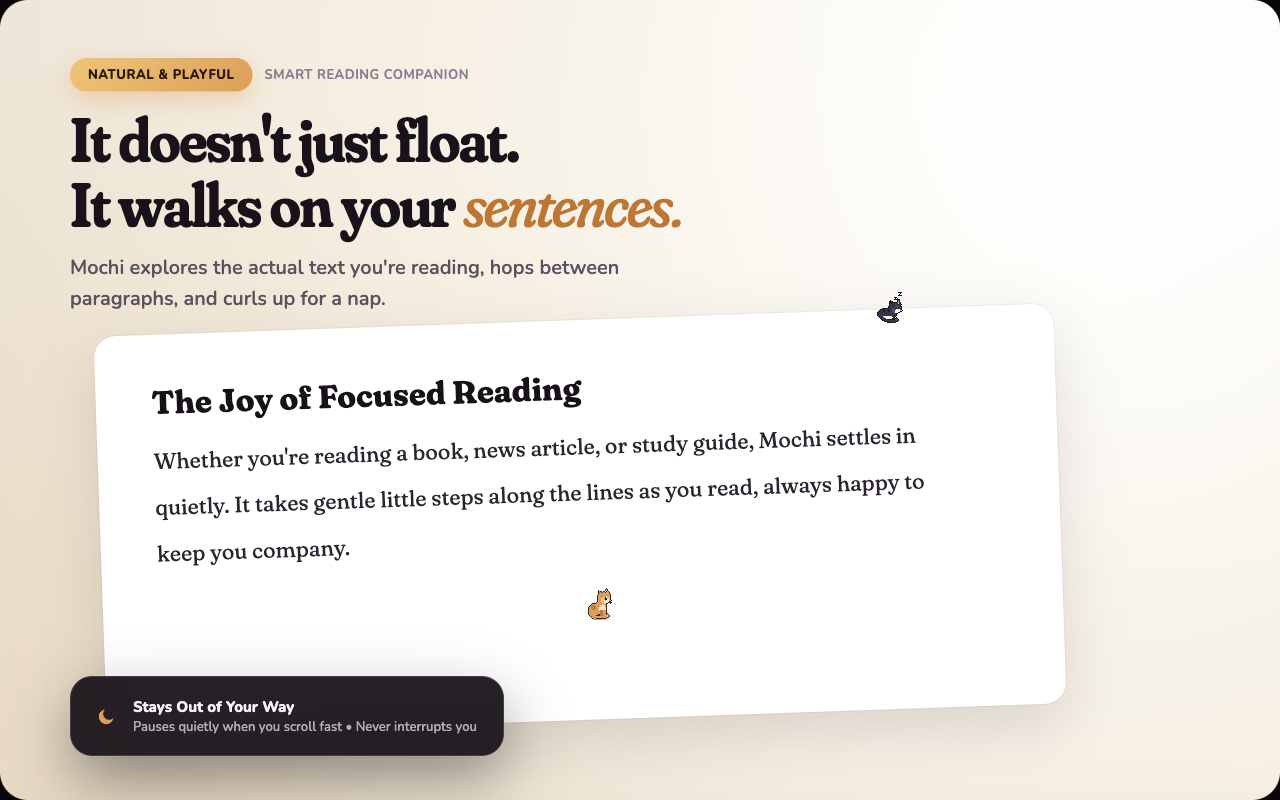 NATURAL & PLAYFUL
SMART READING COMPANION
It doesn't just float.
It walks on your sentences.
Mochi explores the actual text you're reading, hops between
paragraphs, and curls up for a nap.
z
z
The Joy of Focused Reading
Whether you're reading a book, news article, or study guide, Mochi settles in
quietly. It takes gentle little steps along the lines as you read, always happy to
keep you company.
Stays Out of Your Way
Pauses quietly when you scroll fast • Never interrupts you